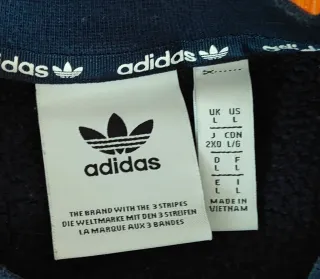 adidas adidas adidas
adidas
THE BRAND WITH THE 3 STRIPES
DIE WELTMARKE MIT DEN 3 STREIFEN
LA MARQUE AUX 3 BANDES
UK US
L L
J CDN
2XO L/G
D F
L L
E I
L L
MADE IN
VIETNAM